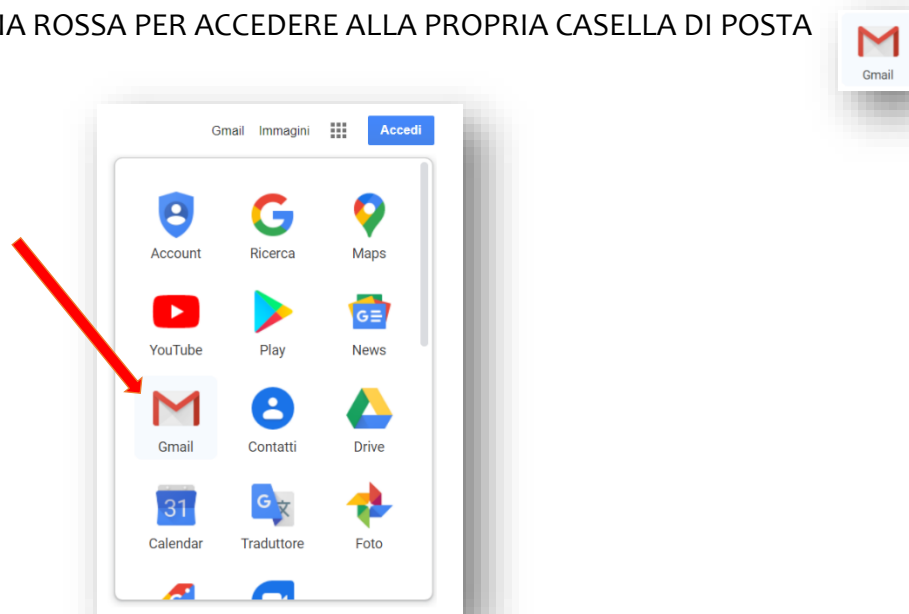 IA ROSSA PER ACCEDERE ALLA PROPRIA CASELLA DI POSTA
Gmail
Gmail Immagini Accedi
Account Ricerca Maps
YouTube Play News
Gmail Contatti Drive
31
Calendar Traduttore Foto